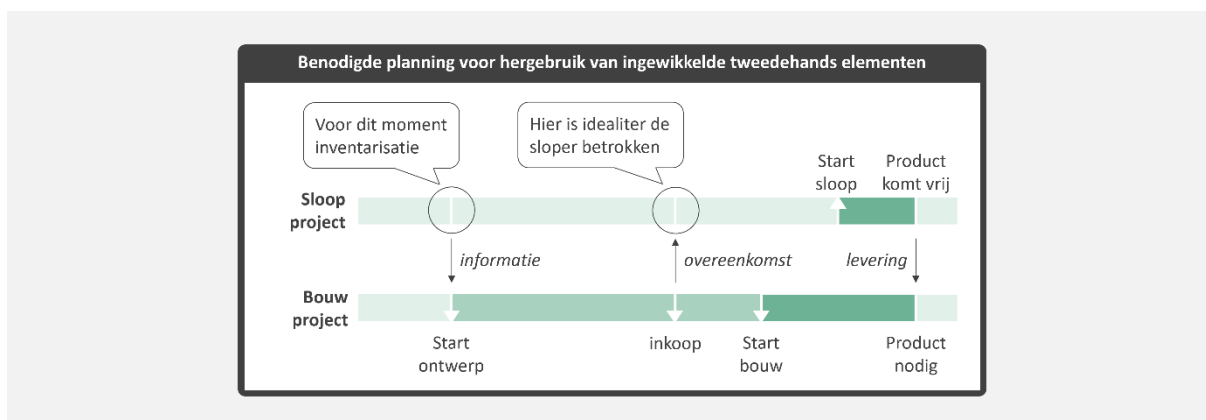 Benodigde planning voor hergebruik van ingewikkelde tweedehands elementen
Voor dit moment
inventarisatie
Hier is idealiter de
sloper betrokken
Start
sloop
Product
komt vrij
Sloop
project
informatie
overeenkomst
levering
Bouw
project
Start
ontwerp
inkoop
Start
bouw
Product
nodig